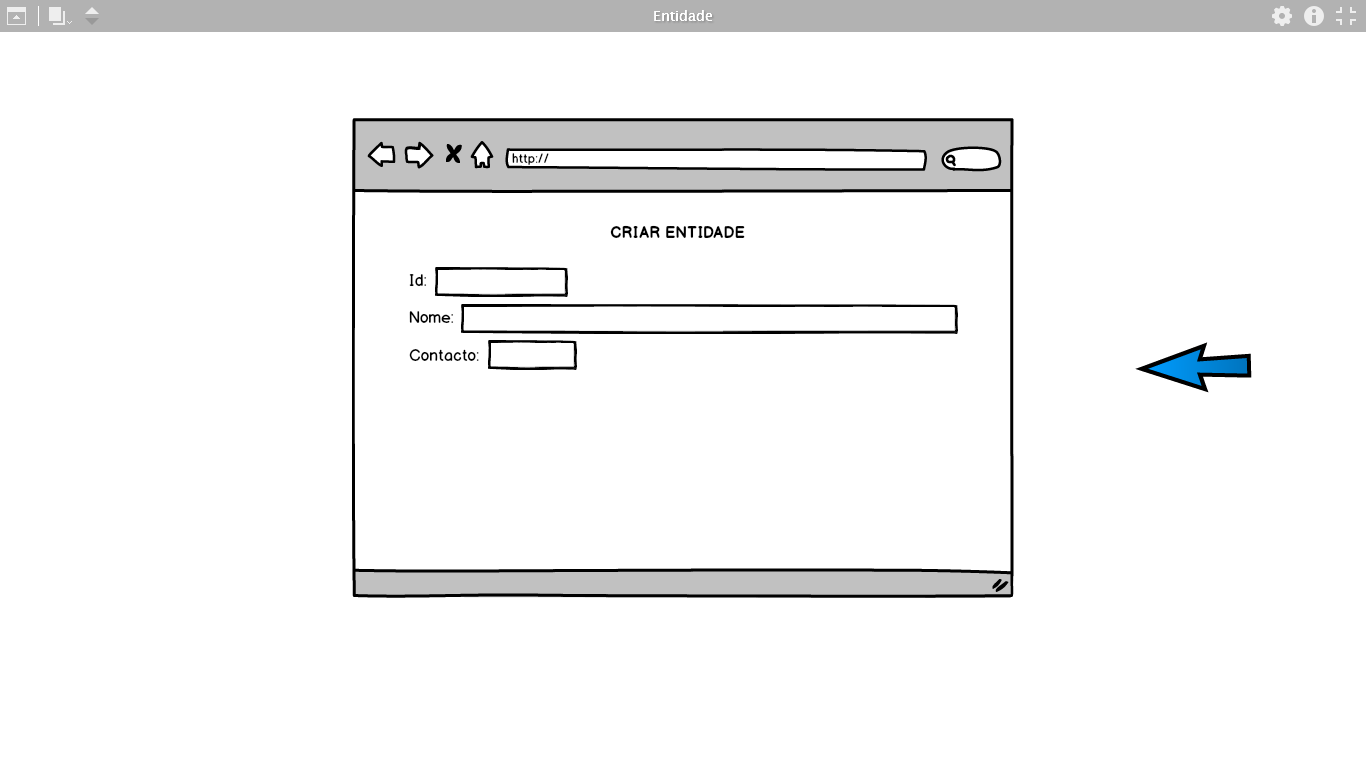 Entidade
http://
CRIAR ENTIDADE
Id:
Nome:
Contacto: